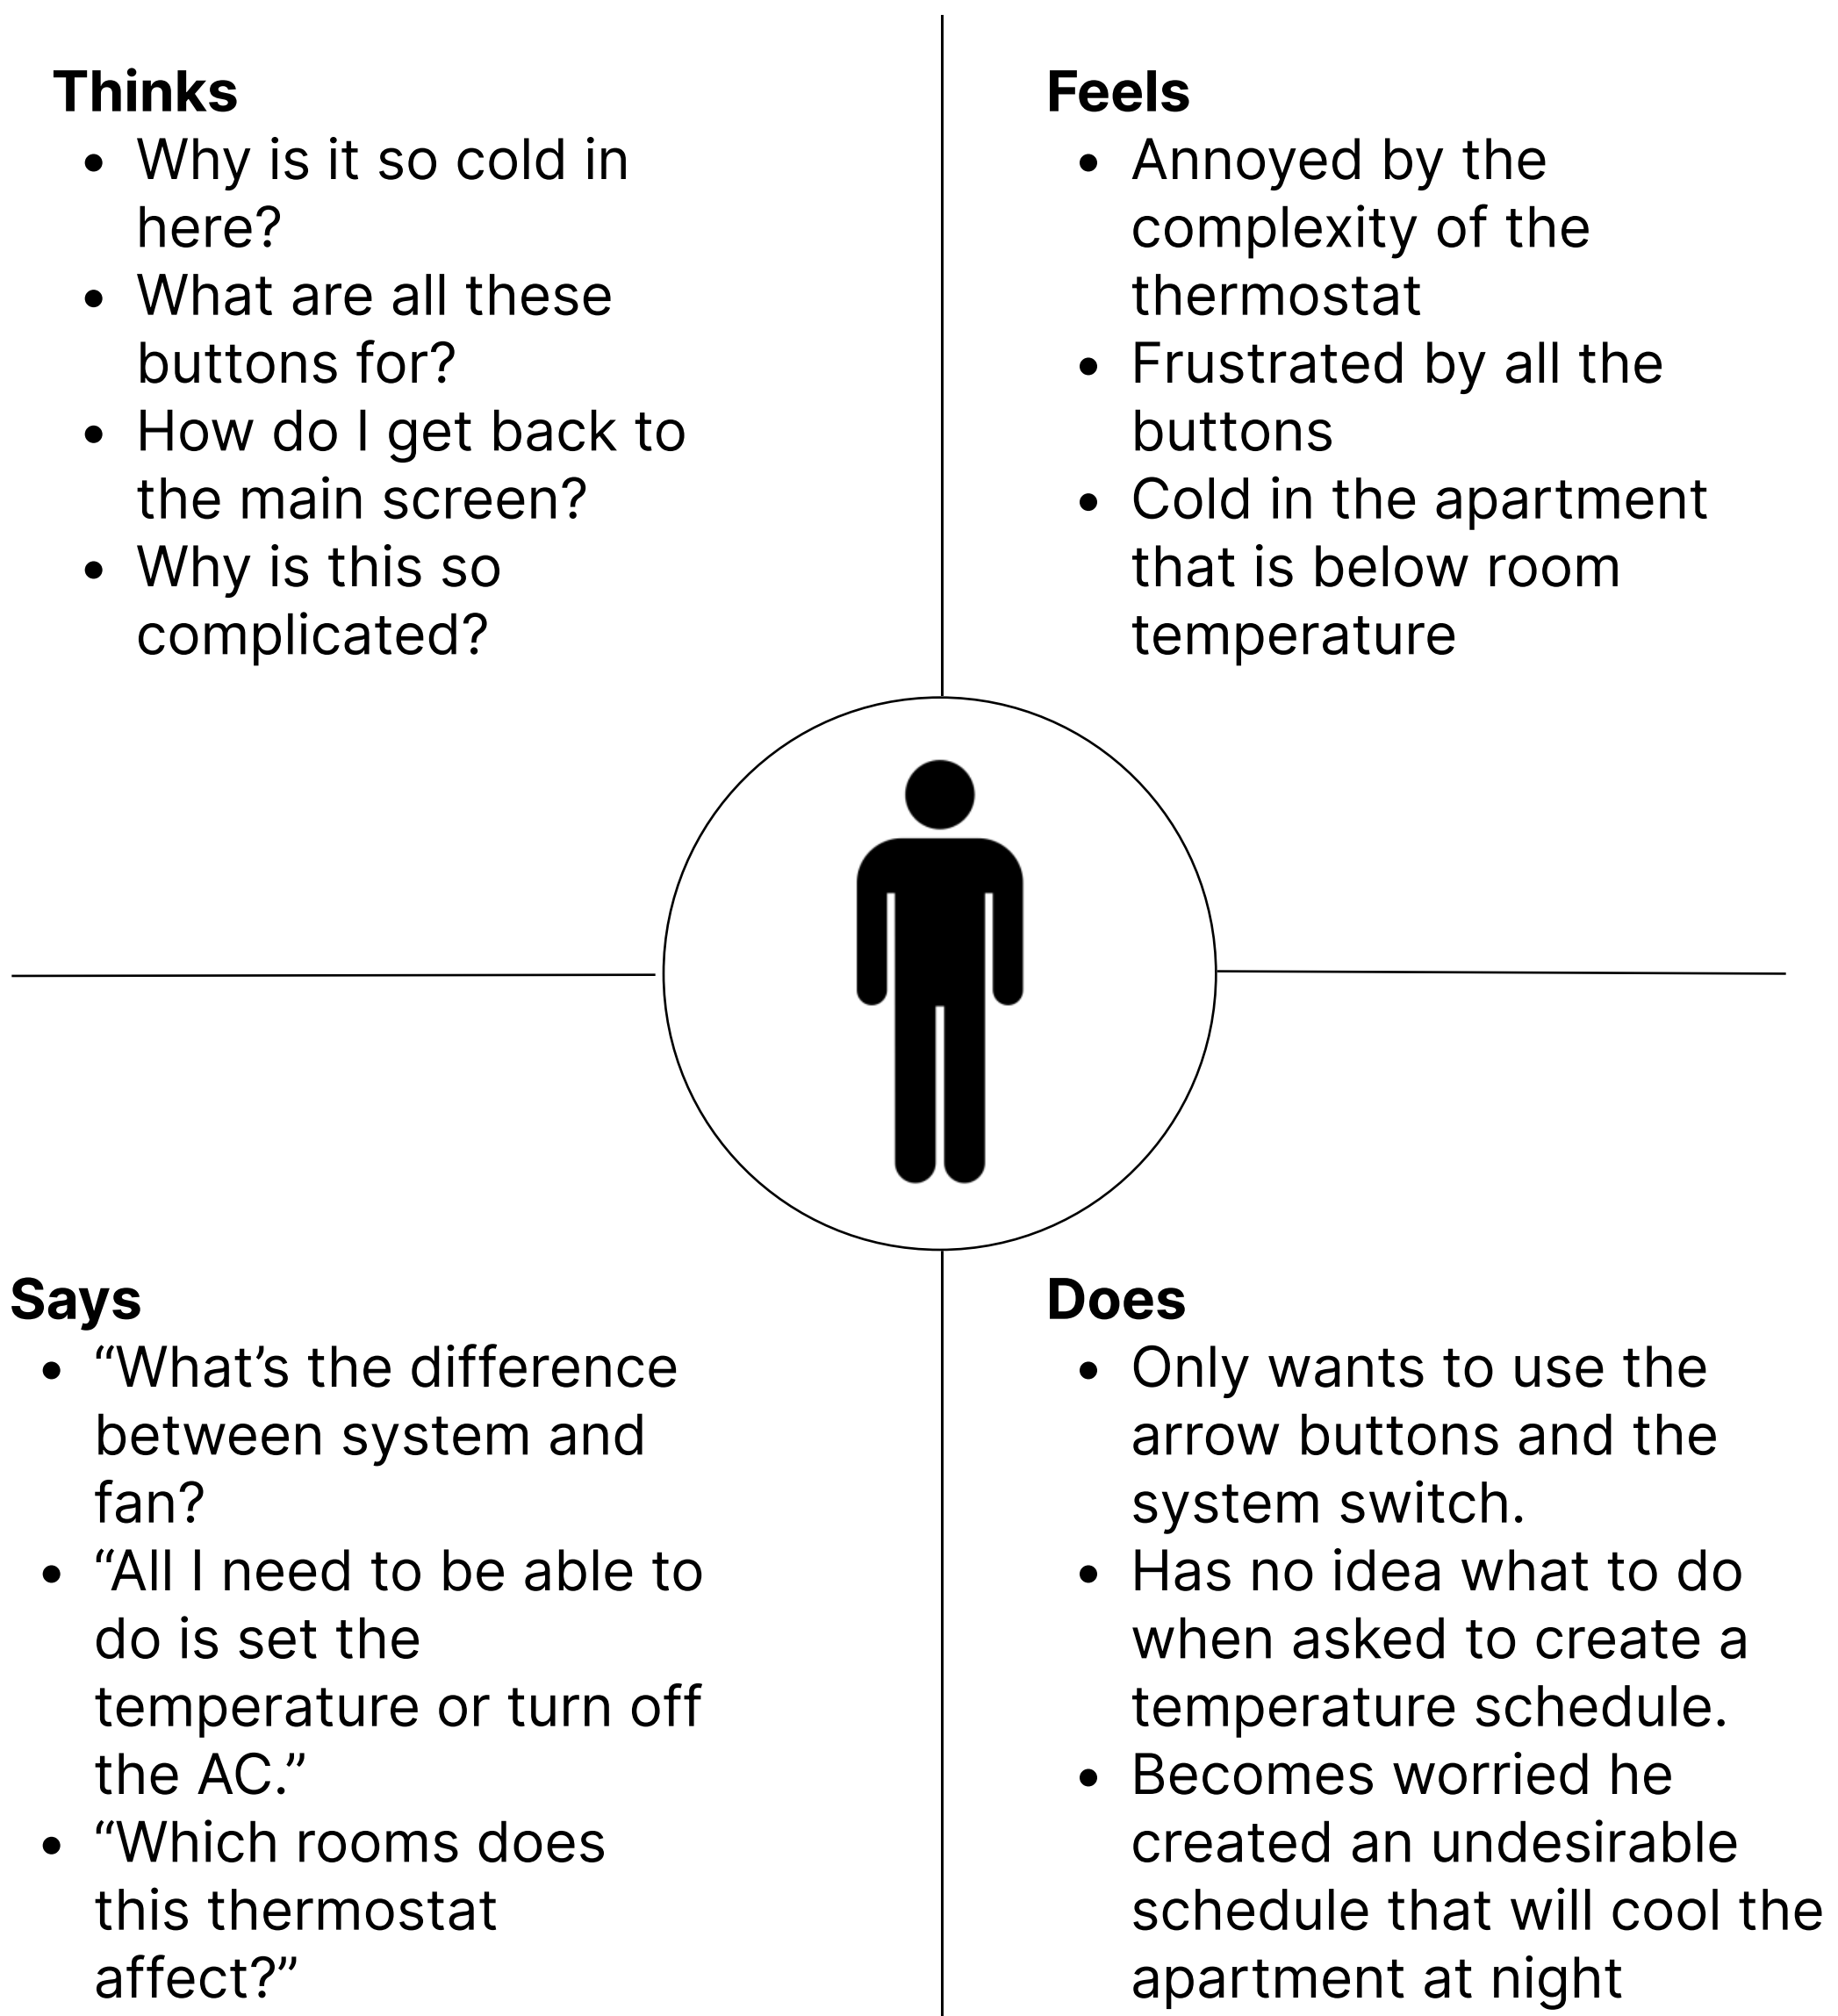 Thinks
• Why is it so cold in
here?
• What are all these
buttons for?
• How do I get back to
the main screen?
• Why is this so
complicated?
Feels
• Annoyed by the
complexity of the
thermostat
• Frustrated by all the
buttons
• Cold in the apartment
that is below room
temperature
Says
• “What’s the difference
between system and
fan?
• “All I need to be able to
do is set the
temperature or turn off
the AC.”
• “Which rooms does
this thermostat
affect?”
Does
• Only wants to use the
arrow buttons and the
system switch.
• Has no idea what to do
when asked to create a
temperature schedule.
• Becomes worried he
created an undesirable
schedule that will cool the
apartment at night